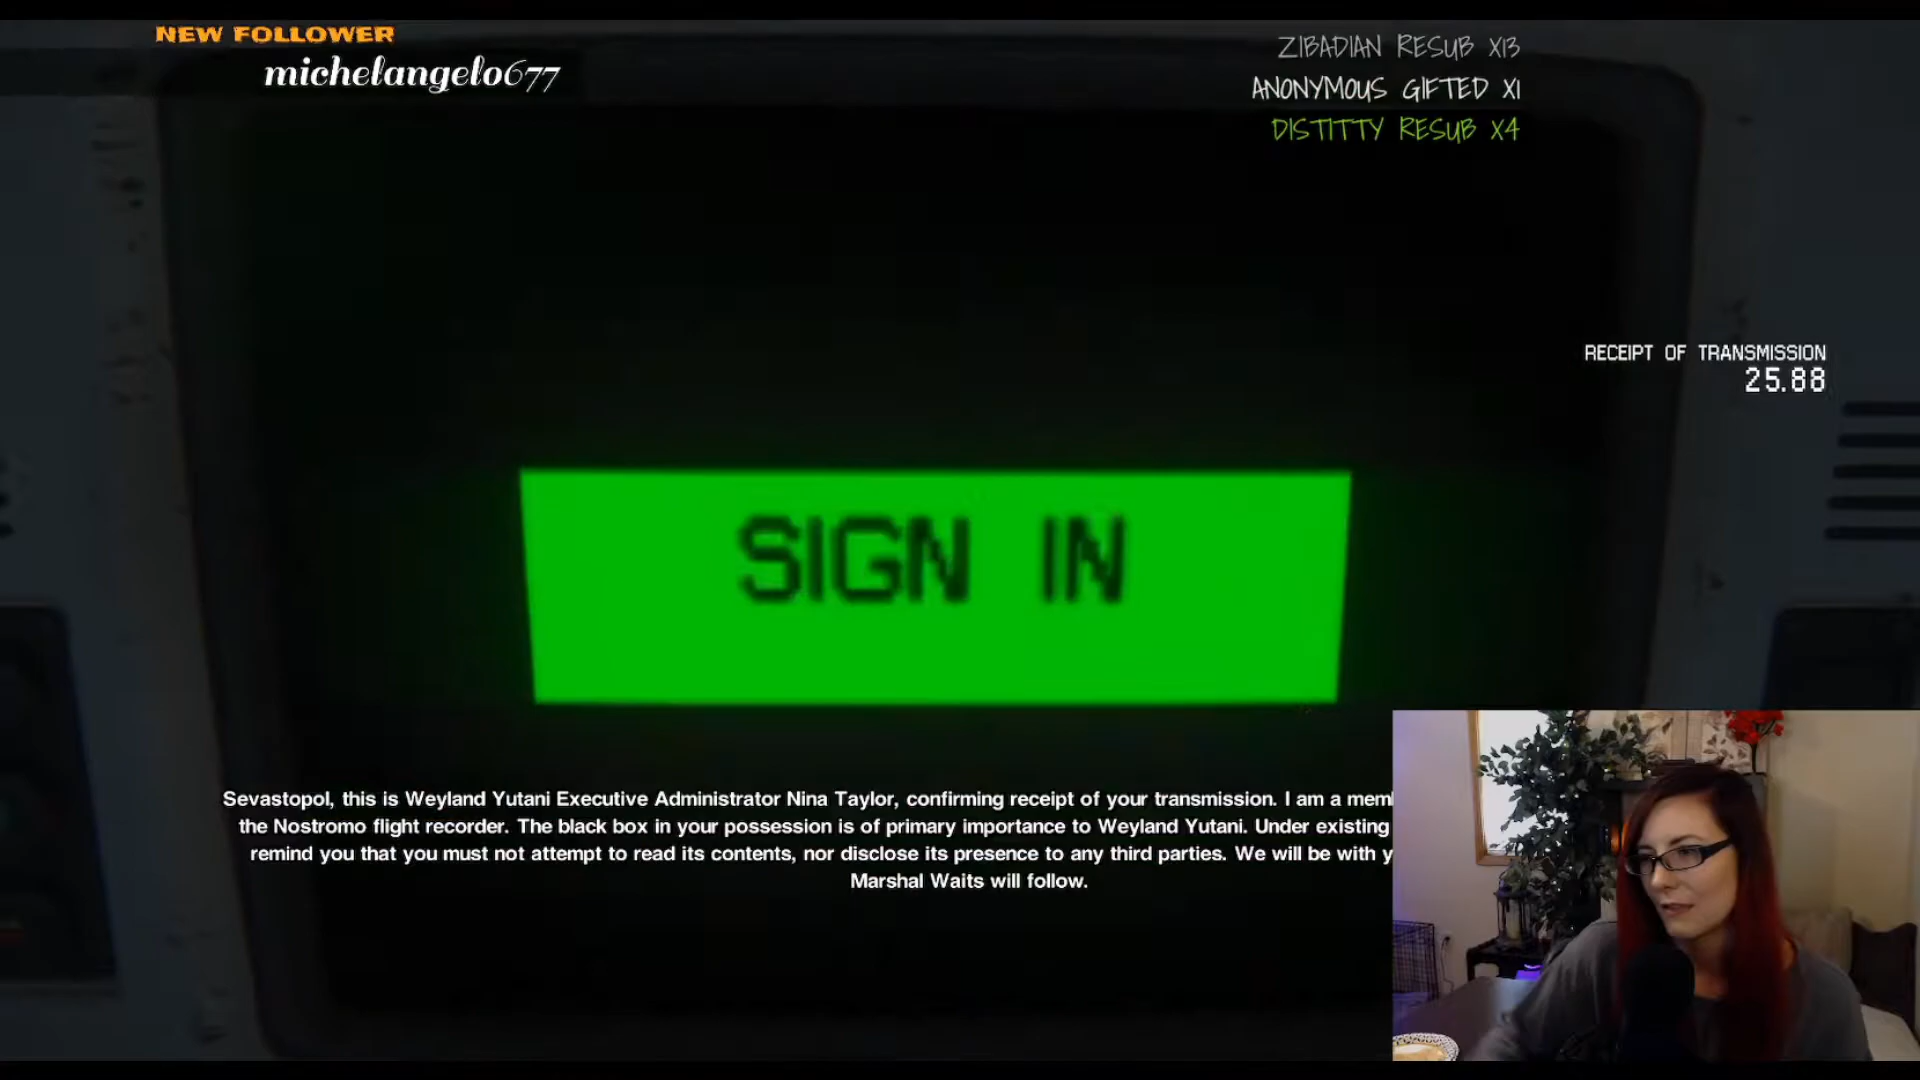 NEW FOLLOWER
michelangelo677
ZIBADIAN RESUB X13
ANONYMOUS GIFTED X1
DISTITTY RESUB X4
RECEIPT OF TRANSMISSION
25.88
SIGN IN
Sevastopol, this is Weyland Yutani Executive Administrator Nina Taylor, confirming receipt of your transmission. I am a
the Nostromo flight recorder. The black box in your possession is of primary importance to Weyland Yutani. Under existing
remind you that you must not attempt to read its contents, nor disclose its presence to any third parties. We will be with
Marshal Waits will follow.